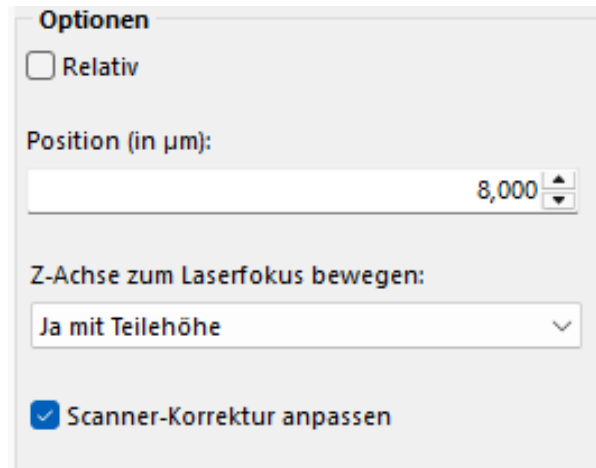 Optionen
Relativ
Position (in µm):
8,000
Z-Achse zum Laserfokus bewegen:
Ja mit Teilehöhe
Scanner-Korrektur anpassen